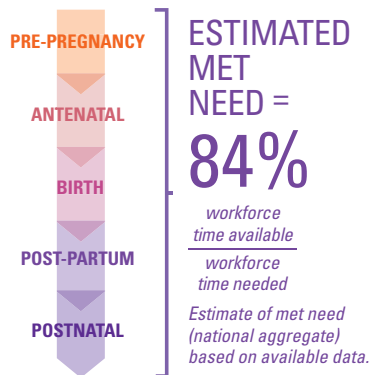 PRE-PREGNANCY
ANTENATAL
BIRTH
POST-PARTUM
POSTNATAL
ESTIMATED
MET
NEED =
84%
workforce
time available
workforce
time needed
Estimate of met need
(national aggregate)
based on available data.